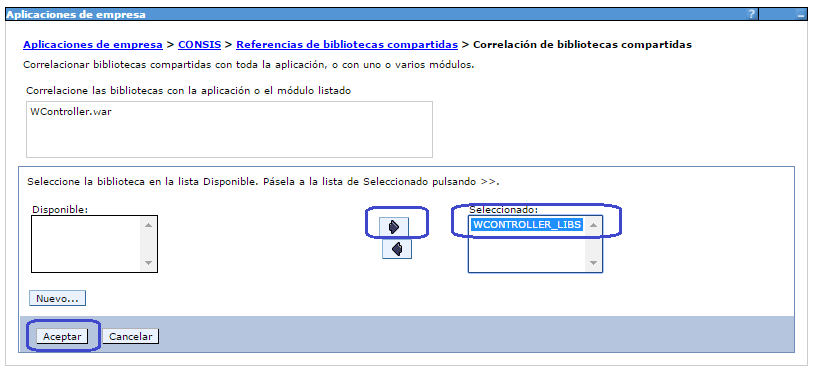 Aplicaciones de empresa ? _
Aplicaciones de empresa > CONSIS > Referencias de bibliotecas compartidas > Correlación de bibliotecas compartidas
Correlacionar bibliotecas compartidas con toda la aplicación, o con uno o varios módulos.
Correlacione las bibliotecas con la aplicación o el módulo listado
WController.war
Seleccione la biblioteca en la lista Disponible. Pásela a la lista de Seleccionado pulsando >>.
Disponible: Seleccionado:
WCONTROLLER_LIBS
Nuevo...
Aceptar Cancelar